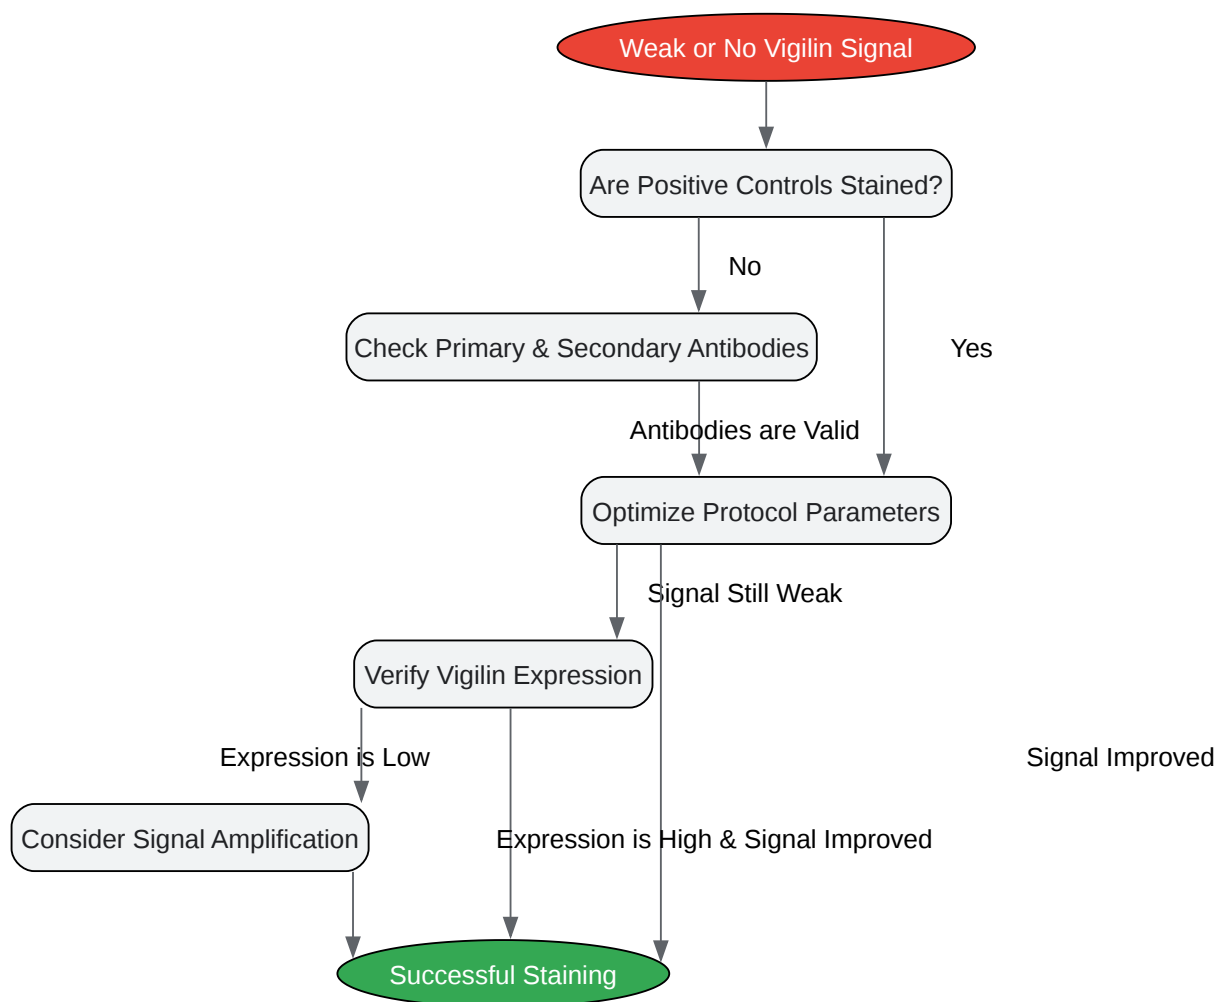 Weak or No Vigilin Signal
Are Positive Controls Stained?
No
Check Primary & Secondary Antibodies
Yes
Antibodies are Valid
Optimize Protocol Parameters
Signal Still Weak
Verify Vigilin Expression
Expression is Low
Signal Improved
Consider Signal Amplification
Expression is High & Signal Improved
Successful Staining